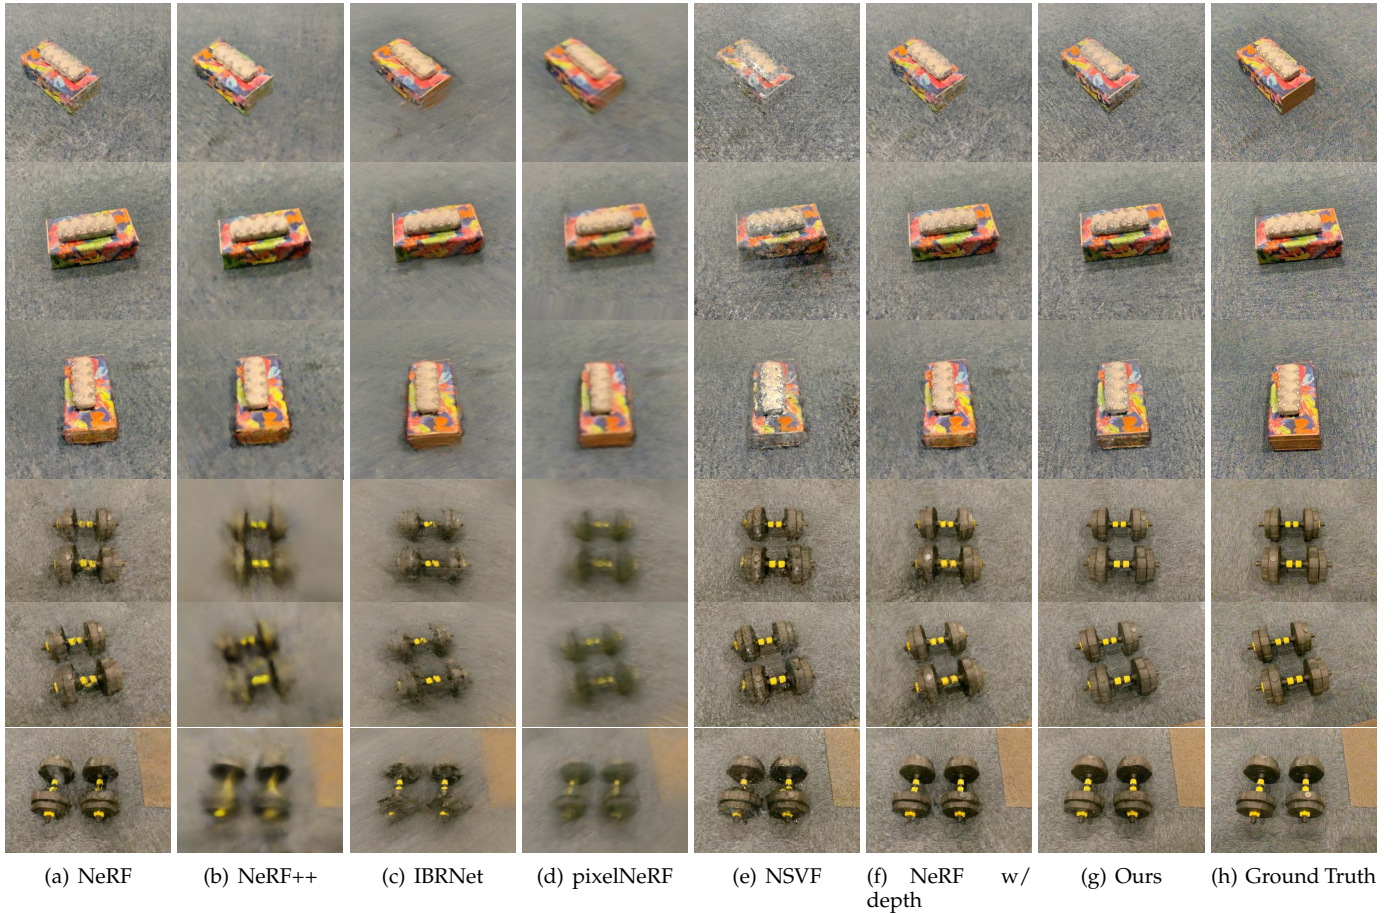 (a) NeRF
(b) NeRF++
(c) IBRNet
(d) pixelNeRF
(e) NSVF
(f) NeRF w/
depth
(g) Ours
(h) Ground Truth